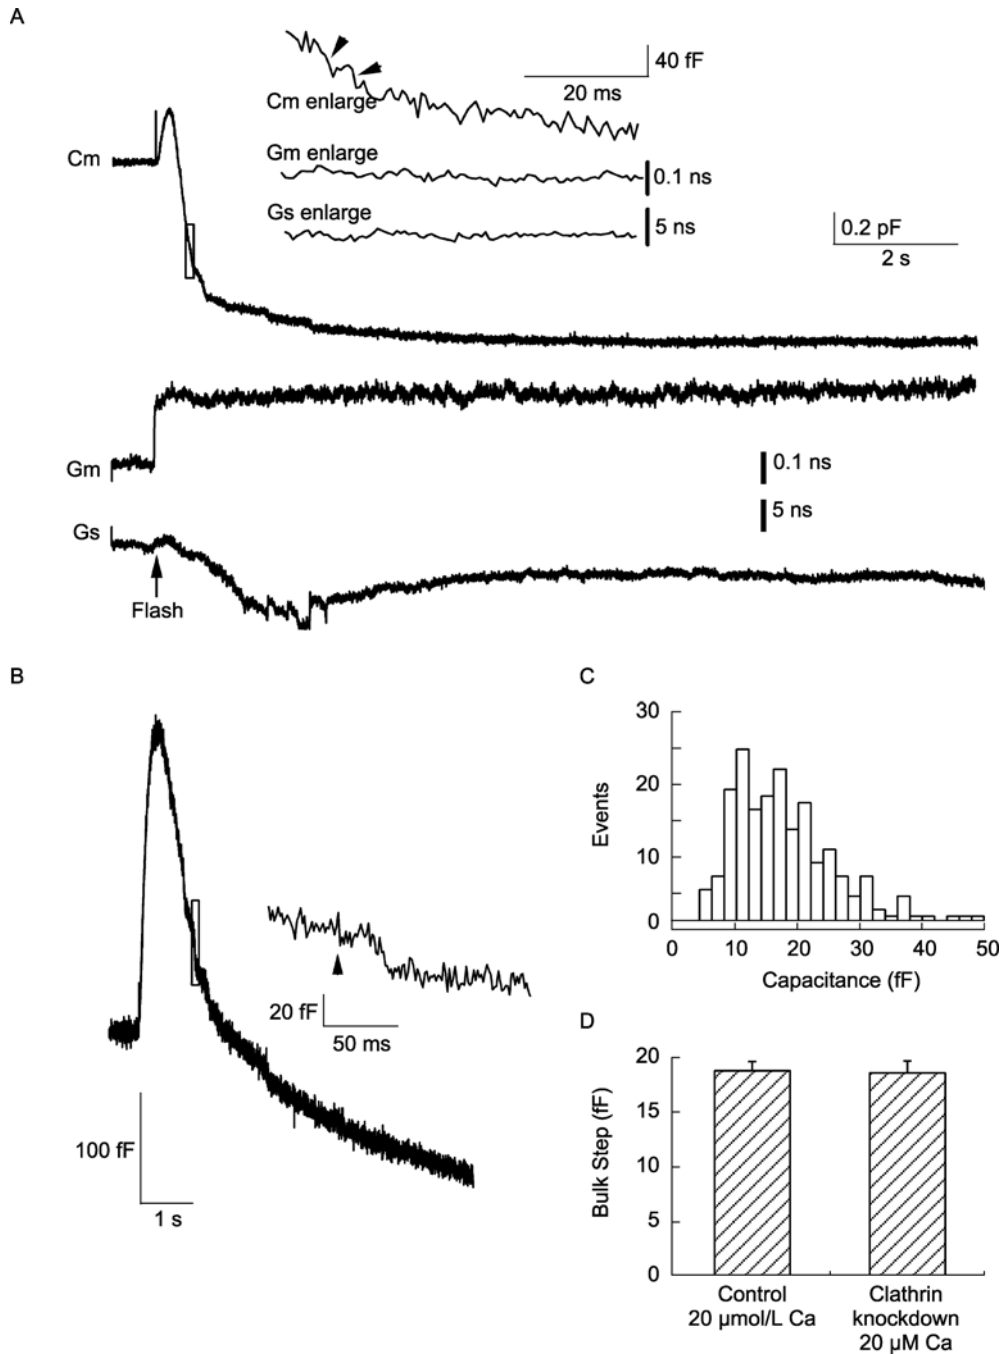 A
40 fF
20 ms
Cm enlarge
Cm
Gm enlarge
0.1 ns
Gs enlarge
5 ns
0.2 pF
2 s
Gm
0.1 ns
5 ns
Gs
Flash
B
20 fF
50 ms
100 fF
1 s
C
30
20
10
0
Events
0 10 20 30 40 50
Capacitance (fF)
D
20
15
10
5
0
Bulk Step (fF)
Control
20 µmol/L Ca
Clathrin
knockdown
20 µM Ca